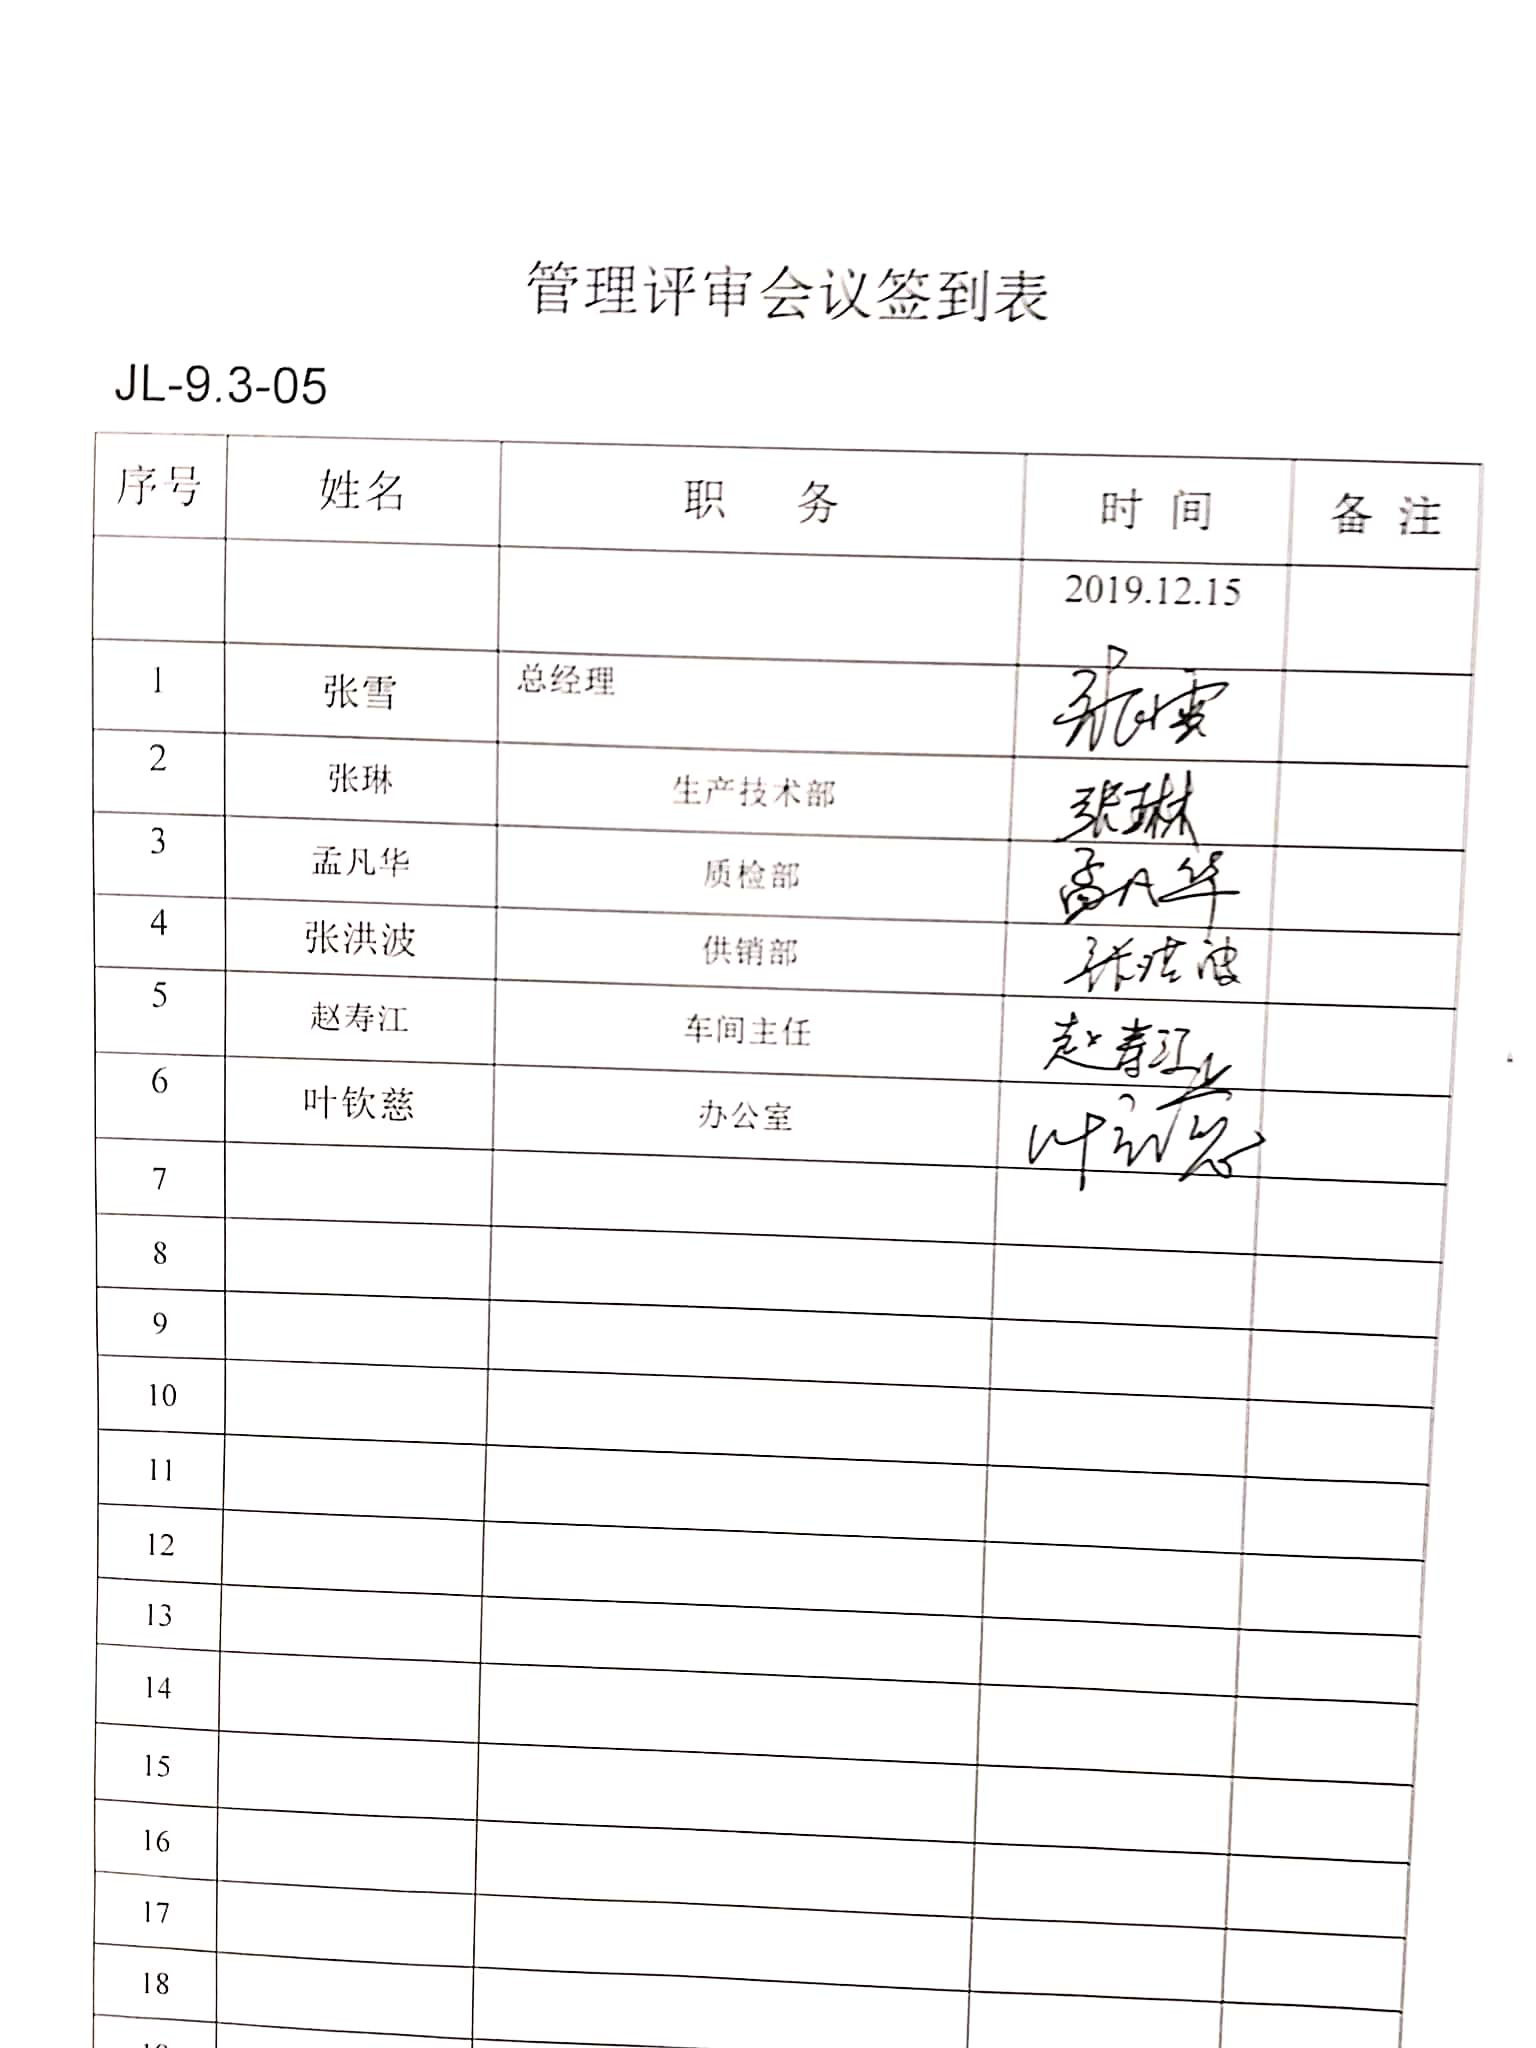 管理评审会议签到表
JL-9.3-05
序号 姓名 职 务 时 间 备 注
2019.12.15
1 张雪 总经理 张雪
2 张琳 生产技术部 张琳
3 孟凡华 质检部 孟凡华
4 张洪波 供销部 张洪波
5 赵寿江 车间主任 赵寿江
6 叶钦慈 办公室 叶钦慈
7
8
9
10
11
12
13
14
15
16
17
18